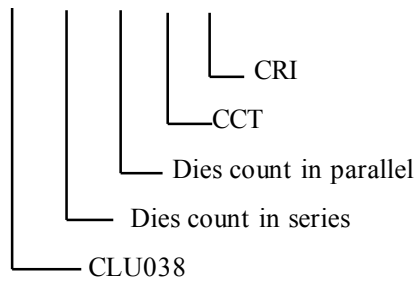 CRI
CCT
Dies count in parallel
Dies count in series
CLU038